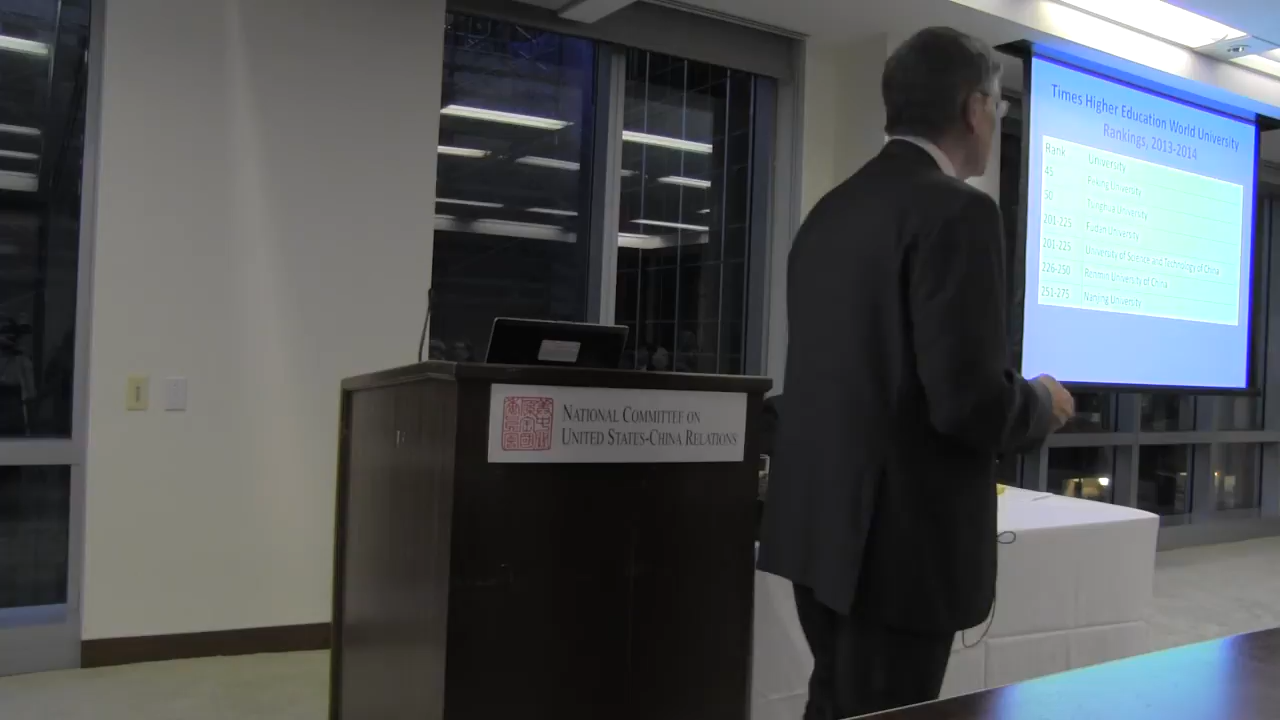 NATIONAL COMMITTEE ON
UNITED STATES-CHINA RELATIONS
Times Higher Education World University
Rankings, 2013-2014
Rank University
45 Peking University
50 Tsinghua University
201-225 Fudan University
201-225 University of Science and Technology of China
226-250 Renmin University of China
251-275 Nanjing University